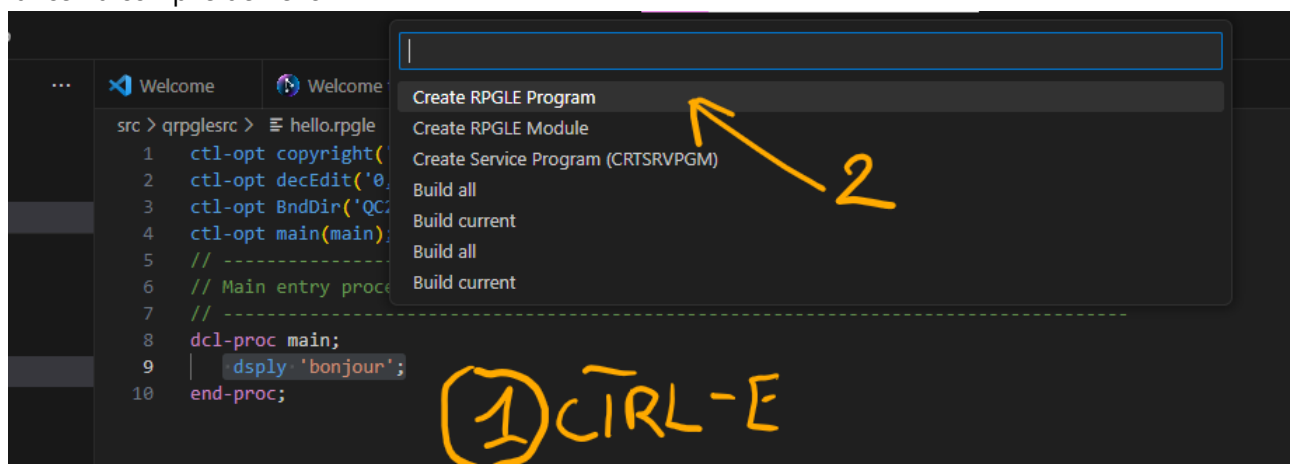 ...
Welcome
Welcome
src > qrpglesrc > hello.rpgle
Create RPGLE Program
Create RPGLE Module
Create Service Program (CRTSRVPGM)
Build all
Build current
Build all
Build current
1 ctl-opt copyright('
2 ctl-opt decEdit('0,
3 ctl-opt BndDir('QC2
4 ctl-opt main(main);
5 // -----------------
6 // Main entry proce
7 // --------------------------------------------------------------------------------
8 dcl-proc main;
9 dsply 'bonjour';
10 end-proc;
2
1 CTRL-E